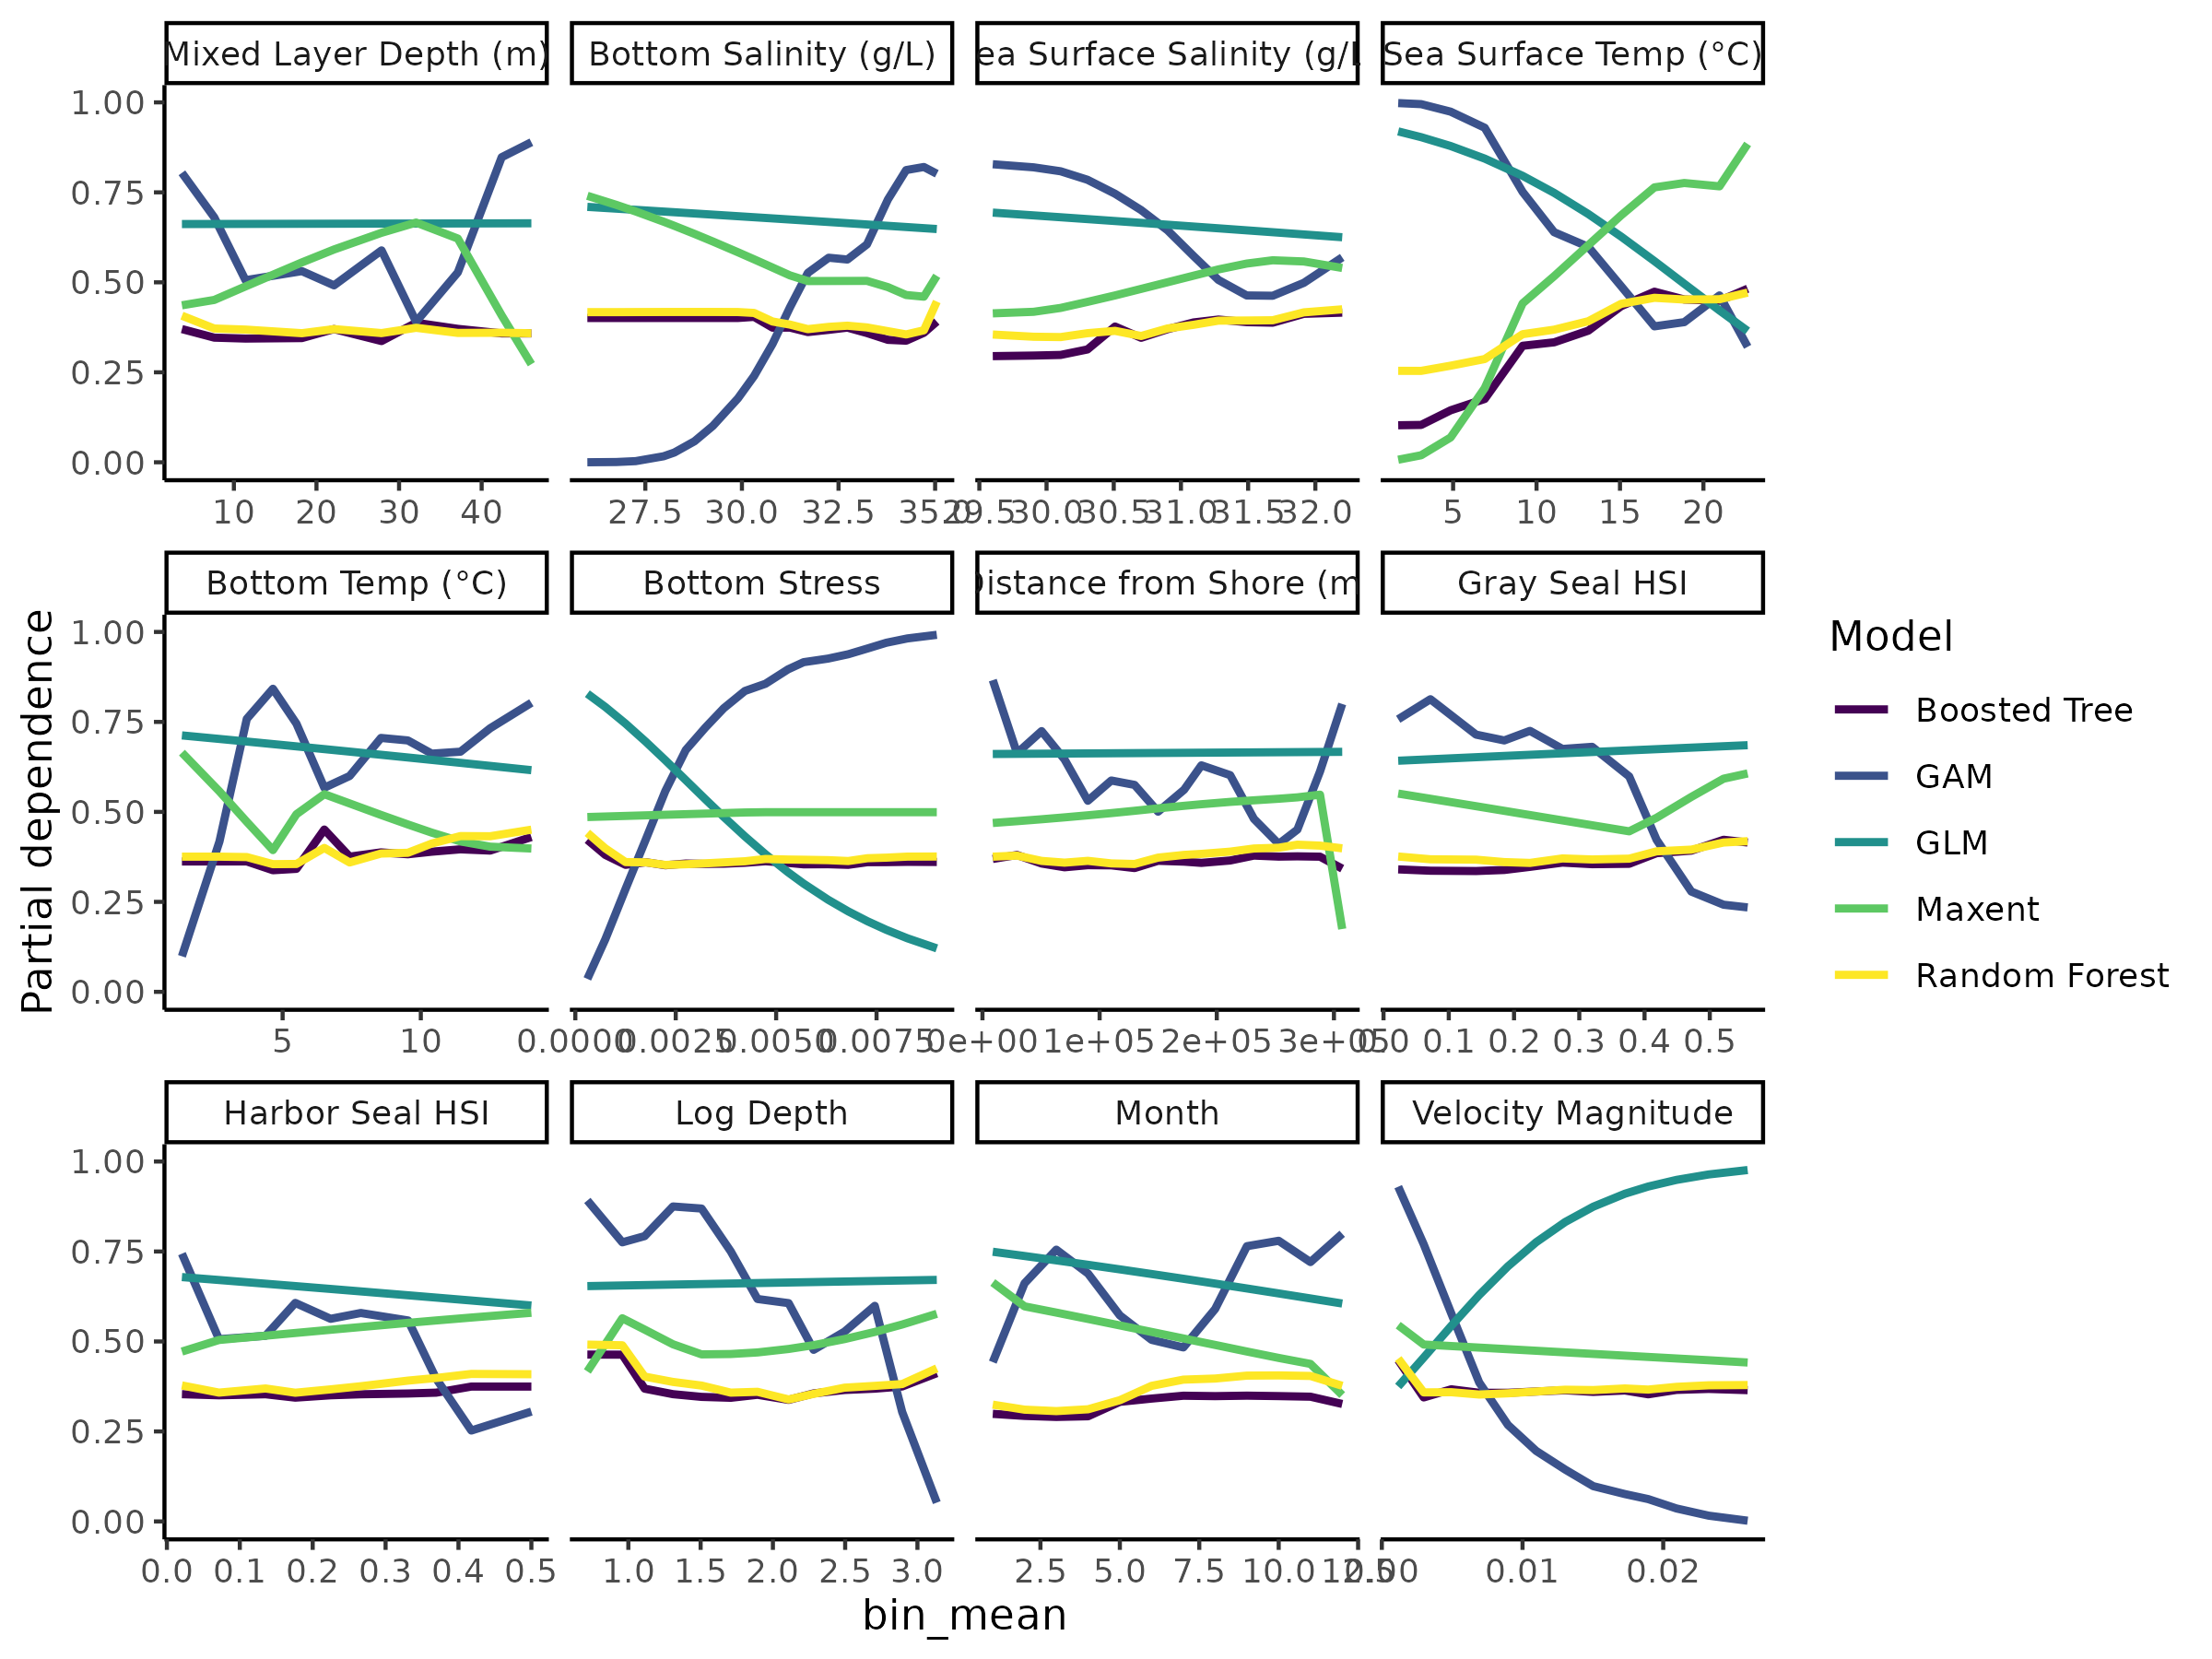 Mixed Layer Depth (m)
Bottom Salinity (g/L)
ea Surface Salinity (g/L
Sea Surface Temp (°C)
1.00
0.75
0.50
0.25
0.00
10 20 30 40
27.5 30.0 32.5 35.0
29.5 30.0 30.5 31.0 31.5 32.0
5 10 15 20
Bottom Temp (°C)
Bottom Stress
Distance from Shore (m
Gray Seal HSI
1.00
0.75
0.50
0.25
0.00
5 10
0.0000 0.0025 0.0050 0.0075
0e+00 1e+05 2e+05 3e+05
0.0 0.1 0.2 0.3 0.4 0.5
Harbor Seal HSI
Log Depth
Month
Velocity Magnitude
1.00
0.75
0.50
0.25
0.00
0.0 0.1 0.2 0.3 0.4 0.5
1.0 1.5 2.0 2.5 3.0
2.5 5.0 7.5 10.0 12.5
0.00 0.01 0.02
bin_mean
Partial dependence
Model
Boosted Tree
GAM
GLM
Maxent
Random Forest